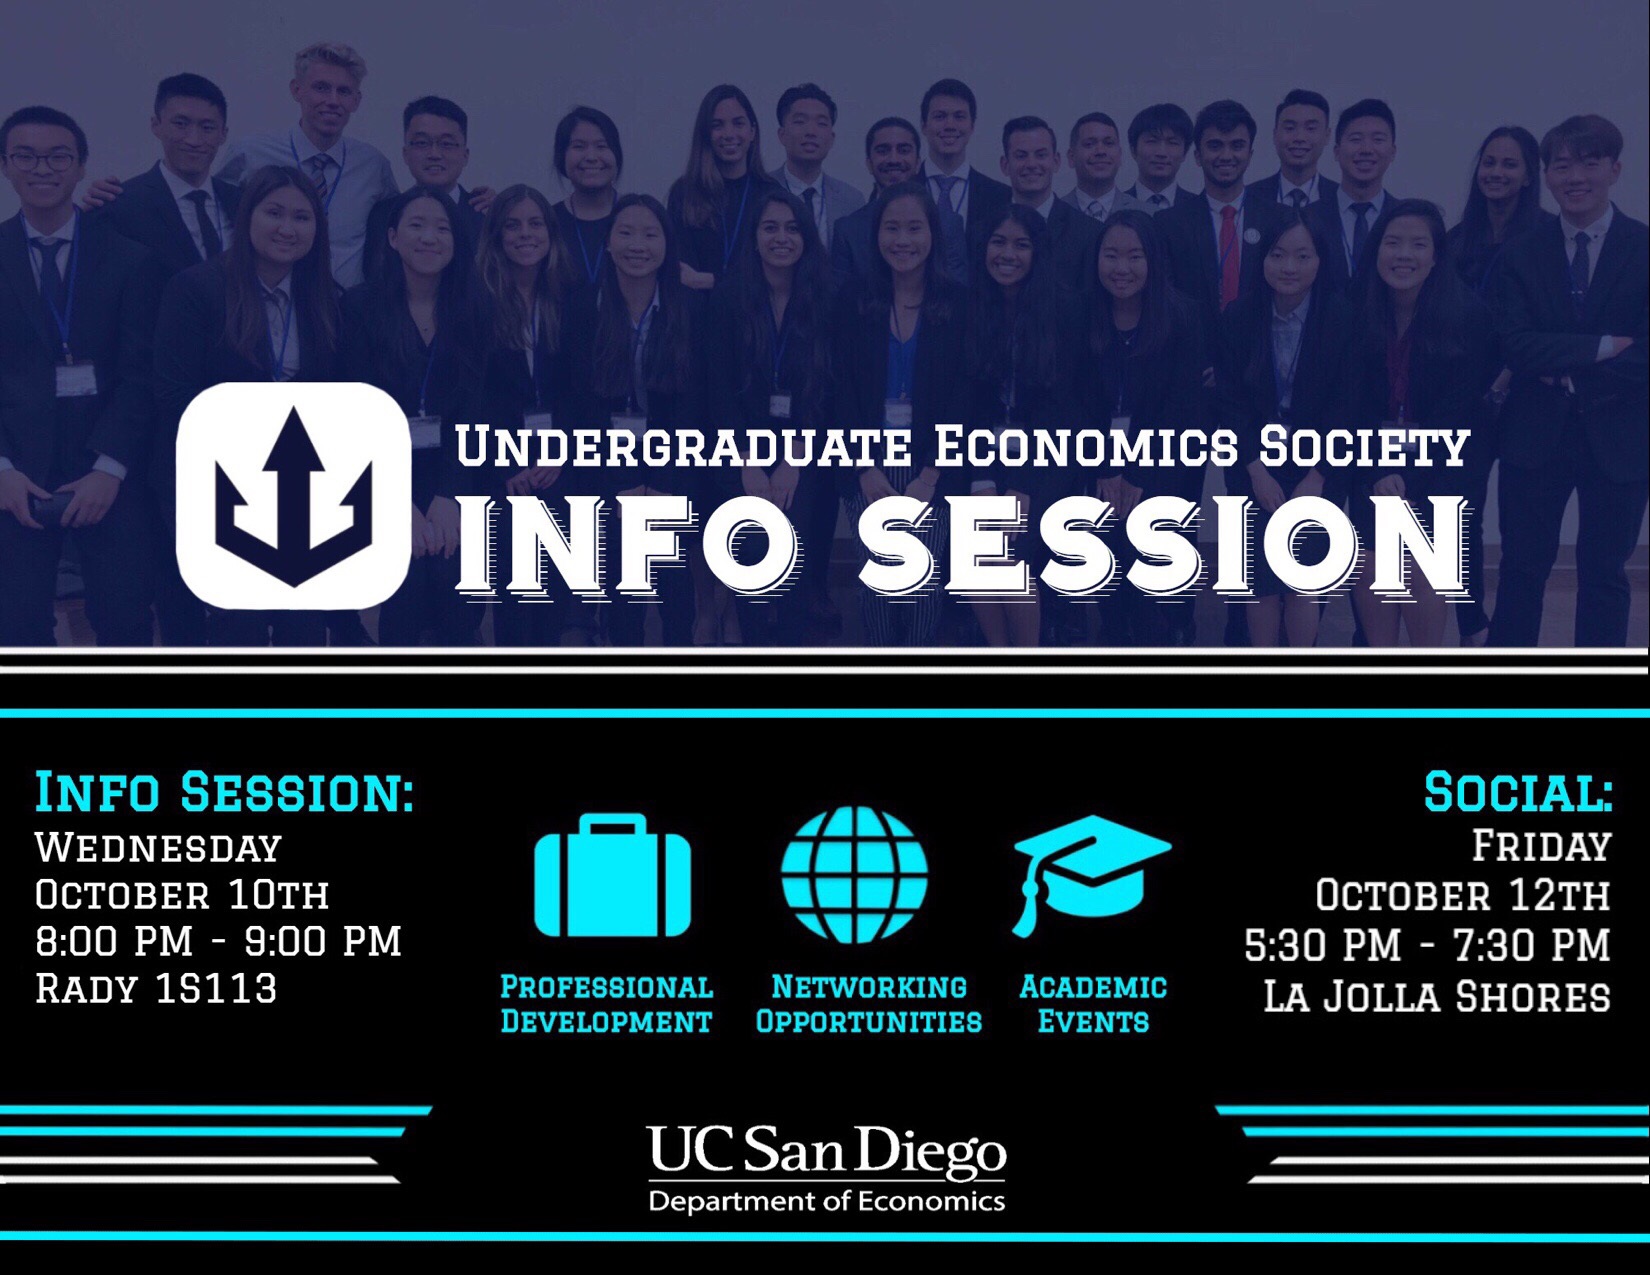 Undergraduate Economics Society
INFO SESSION
Info Session:
Wednesday
October 10th
8:00 PM - 9:00 PM
Rady 1S113
Professional
Development
Networking
Opportunities
Academic
Events
Social:
Friday
October 12th
5:30 PM - 7:30 PM
La Jolla Shores
UC San Diego
Department of Economics